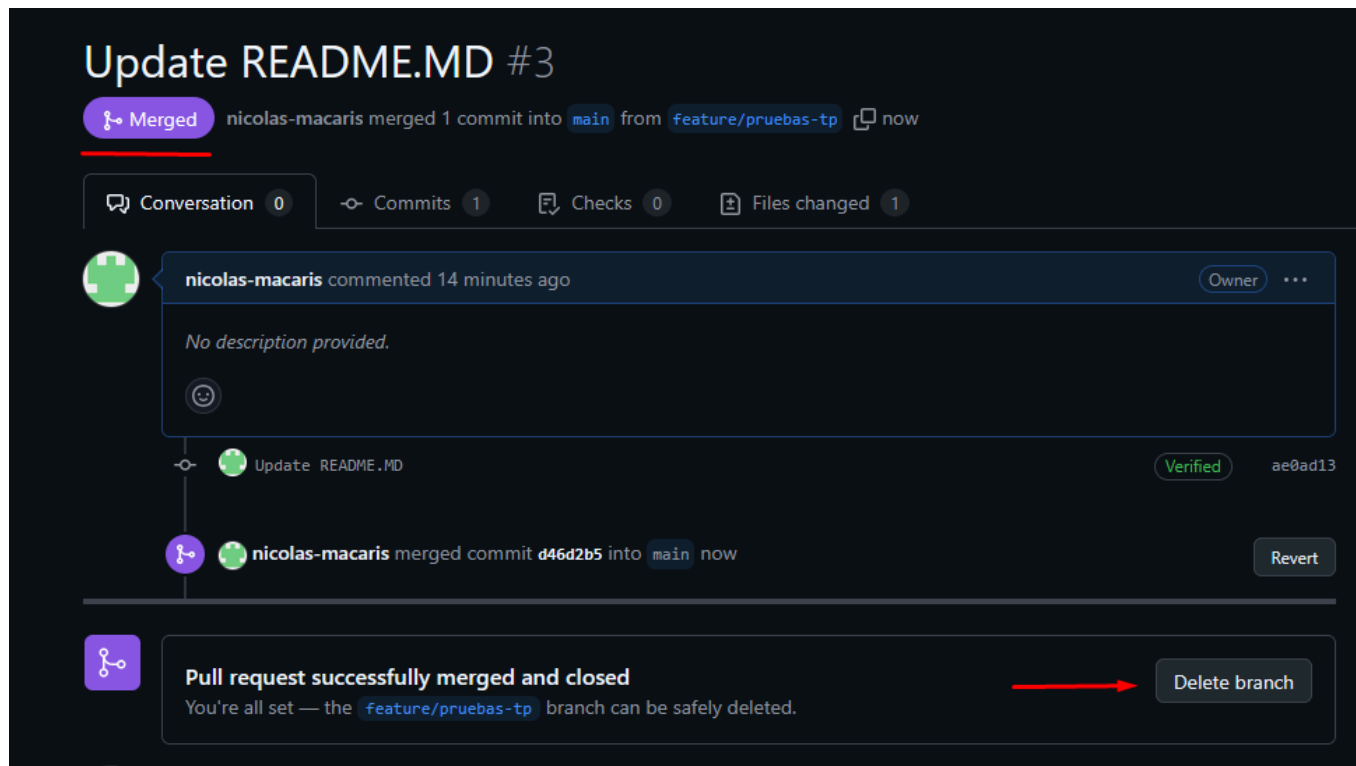 Update README.MD #3
Merged nicolas-macaris merged 1 commit into main from feature/pruebas-tp now
Conversation 0 Commits 1 Checks 0 Files changed 1
nicolas-macaris commented 14 minutes ago Owner
No description provided.
Update README.MD Verified ae0ad13
nicolas-macaris merged commit d46d2b5 into main now Revert
Pull request successfully merged and closed
Delete branch
You're all set — the feature/pruebas-tp branch can be safely deleted.